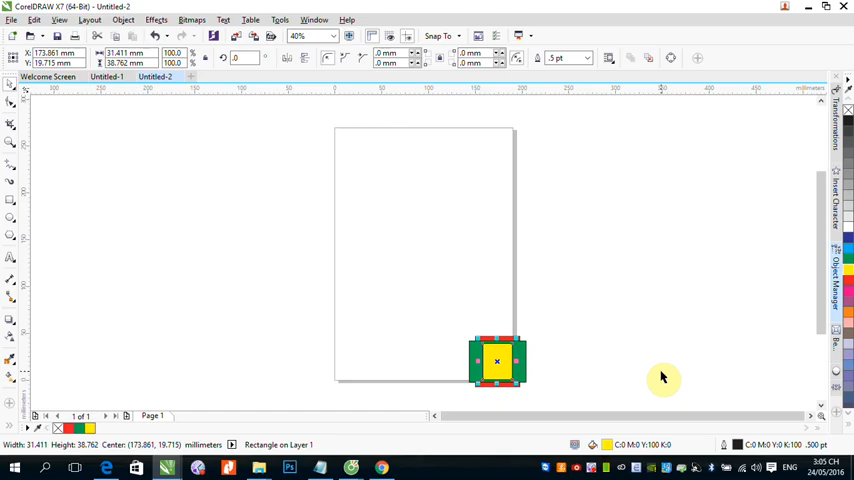 CorelDRAW X7 (64-Bit) - Untitled-2
File Edit View Layout Object Effects Bitmaps Text Table Tools Window Help
40% Snap To
X: 173.861 mm 31.411 mm 100.0 % .0 .0 mm .0 mm .5 pt
Y: 19.715 mm 38.762 mm 100.0 % .0 mm .0 mm
Welcome Screen Untitled-1 Untitled-2
300 250 200 150 100 50 0 50 100 150 200 250 300 350 400 450 millimeters
Transformations
Insert Character
Object Manager
Be...
1 of 1 Page 1
Width: 31.411 Height: 38.762 Center: (173.861, 19.715) millimeters Rectangle on Layer 1 C:0 M:0 Y:100 K:0 C:0 M:0 Y:0 K:100 .500 pt
ENG 3:05 CH
24/05/2016